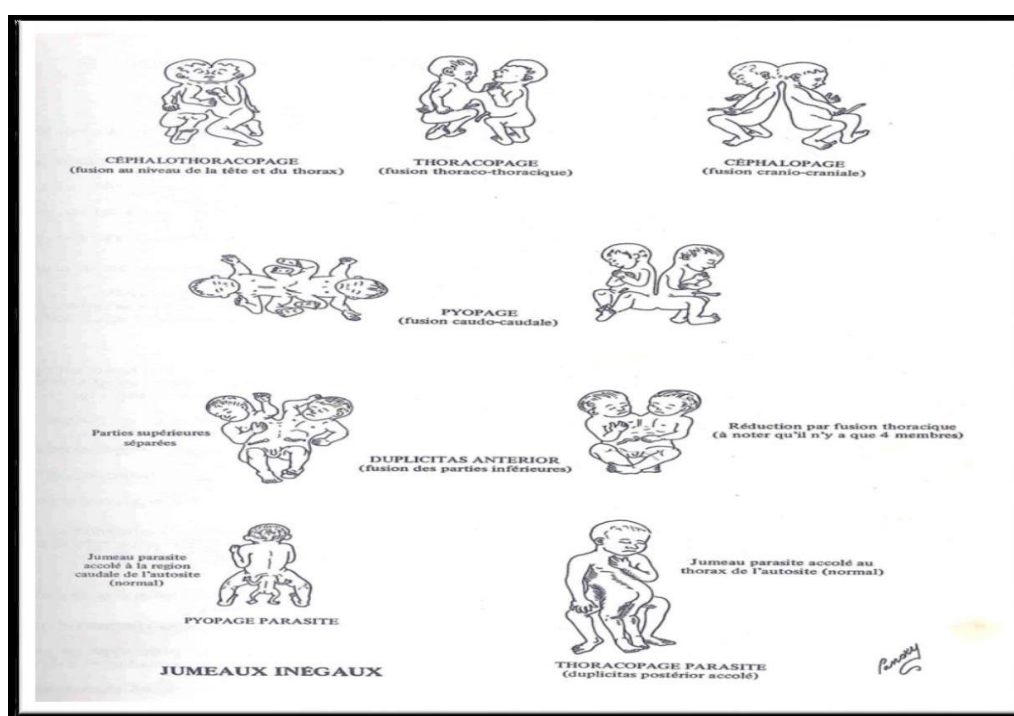 CÉPHALOTHORACOPAGE
(fusion au niveau de la tête et du thorax)
THORACOPAGE
(fusion thoraco-thoracique)
CÉPHALOPAGE
(fusion cranio-craniale)
PYOPAGE
(fusion caudo-caudale)
Parties supérieures
séparées
DUPLICITAS ANTERIOR
(fusion des parties inférieures)
Réduction par fusion thoracique
(à noter qu'il n'y a que 4 membres)
Jumeau parasite
accolé à la region
caudale de l'autosite
(normal)
PYOPAGE PARASITE
Jumeau parasite accolé au
thorax de l'autosite (normal)
THORACOPAGE PARASITE
(duplicitas postérior accolé)
JUMEAUX INÉGAUX
Pansky